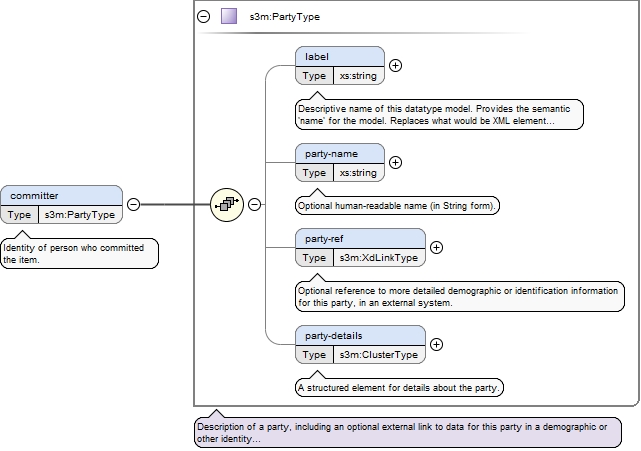 s3m:PartyType
label
Type xs:string
Descriptive name of this datatype model. Provides the semantic
'name' for the model. Replaces what would be XML element...
party-name
Type xs:string
Optional human-readable name (in String form).
committer
Type s3m:PartyType
Identity of person who committed
the item.
party-ref
Type s3m:XdLinkType
Optional reference to more detailed demographic or identification information
for this party, in an external system.
party-details
Type s3m:ClusterType
A structured element for details about the party.
Description of a party, including an optional external link to data for this party in a demographic or
other identity...